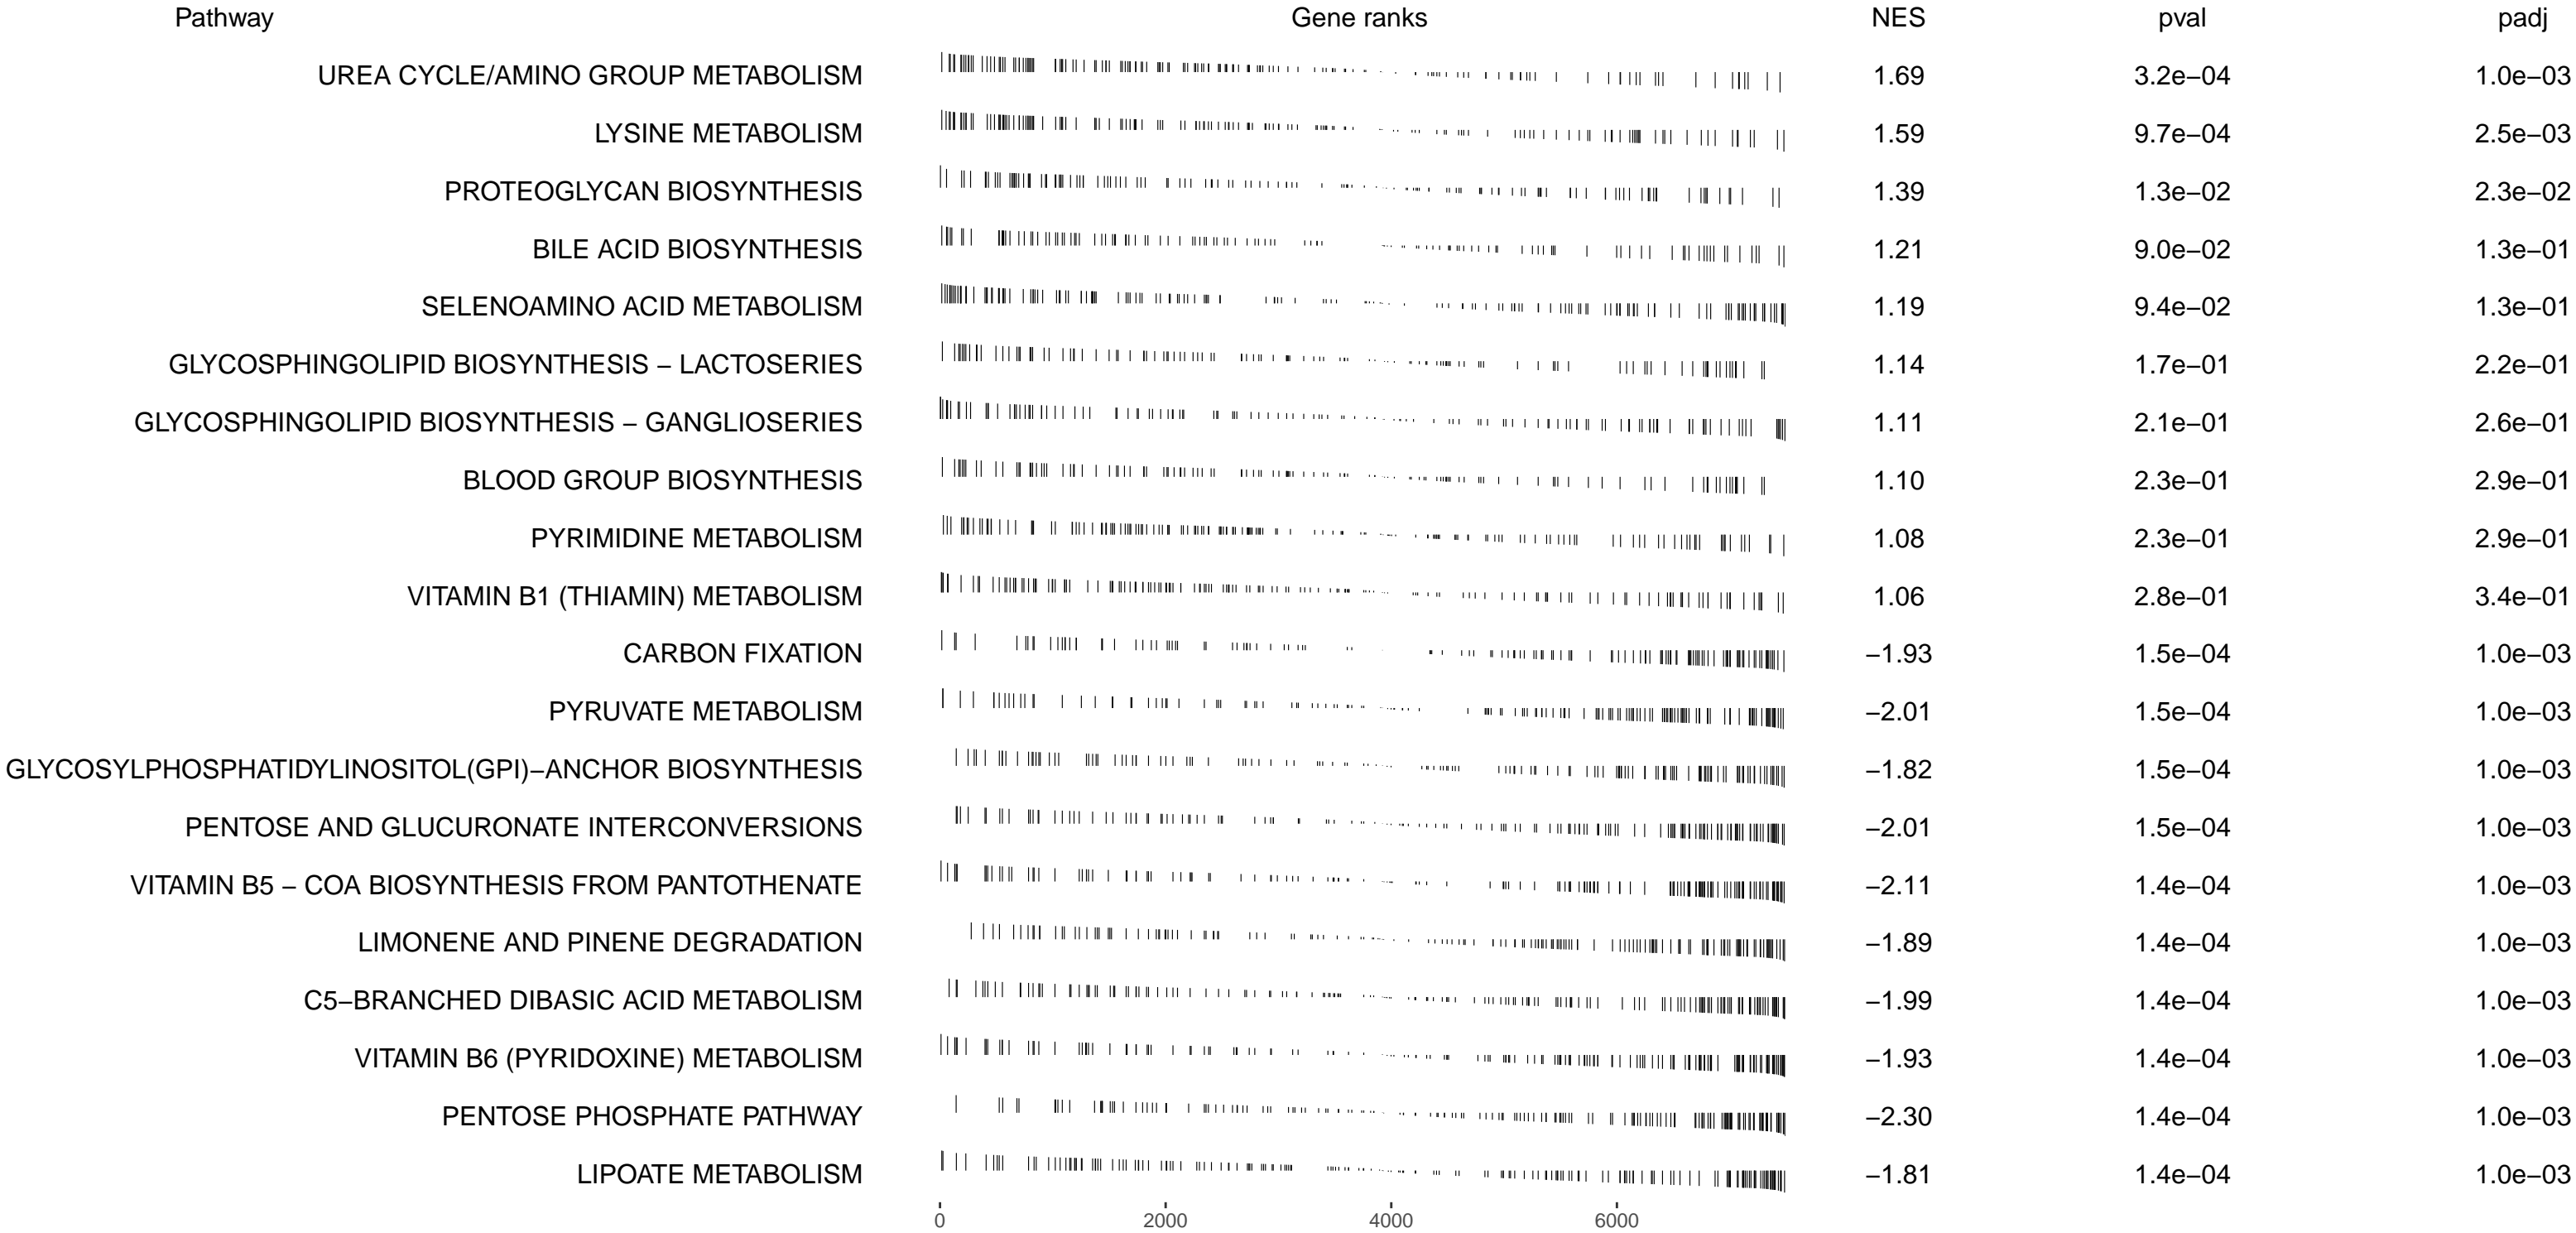 Pathway Gene ranks NES pval padj
UREA CYCLE/AMINO GROUP METABOLISM 1.69 3.2e−04 1.0e−03
LYSINE METABOLISM 1.59 9.7e−04 2.5e−03
PROTEOGLYCAN BIOSYNTHESIS 1.39 1.3e−02 2.3e−02
BILE ACID BIOSYNTHESIS 1.21 9.0e−02 1.3e−01
SELENOAMINO ACID METABOLISM 1.19 9.4e−02 1.3e−01
GLYCOSPHINGOLIPID BIOSYNTHESIS − LACTOSERIES 1.14 1.7e−01 2.2e−01
GLYCOSPHINGOLIPID BIOSYNTHESIS − GANGLIOSERIES 1.11 2.1e−01 2.6e−01
BLOOD GROUP BIOSYNTHESIS 1.10 2.3e−01 2.9e−01
PYRIMIDINE METABOLISM 1.08 2.3e−01 2.9e−01
VITAMIN B1 (THIAMIN) METABOLISM 1.06 2.8e−01 3.4e−01
CARBON FIXATION −1.93 1.5e−04 1.0e−03
PYRUVATE METABOLISM −2.01 1.5e−04 1.0e−03
GLYCOSYLPHOSPHATIDYLINOSITOL(GPI)−ANCHOR BIOSYNTHESIS −1.82 1.5e−04 1.0e−03
PENTOSE AND GLUCURONATE INTERCONVERSIONS −2.01 1.5e−04 1.0e−03
VITAMIN B5 − COA BIOSYNTHESIS FROM PANTOTHENATE −2.11 1.4e−04 1.0e−03
LIMONENE AND PINENE DEGRADATION −1.89 1.4e−04 1.0e−03
C5−BRANCHED DIBASIC ACID METABOLISM −1.99 1.4e−04 1.0e−03
VITAMIN B6 (PYRIDOXINE) METABOLISM −1.93 1.4e−04 1.0e−03
PENTOSE PHOSPHATE PATHWAY −2.30 1.4e−04 1.0e−03
LIPOATE METABOLISM −1.81 1.4e−04 1.0e−03
0 2000 4000 6000